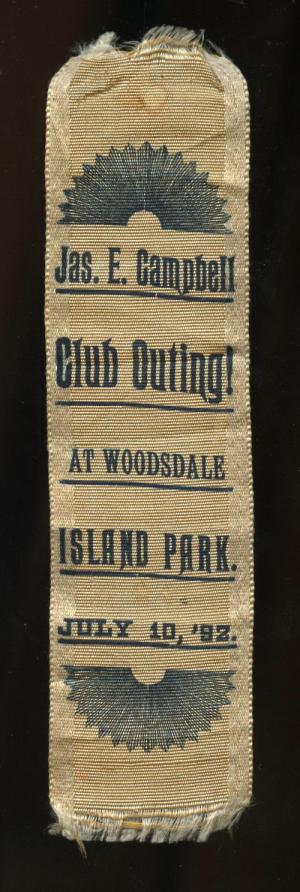 Jas. E. Campbell
Club Outing!
AT WOODSDALE
ISLAND PARK.
JULY 10, '92.